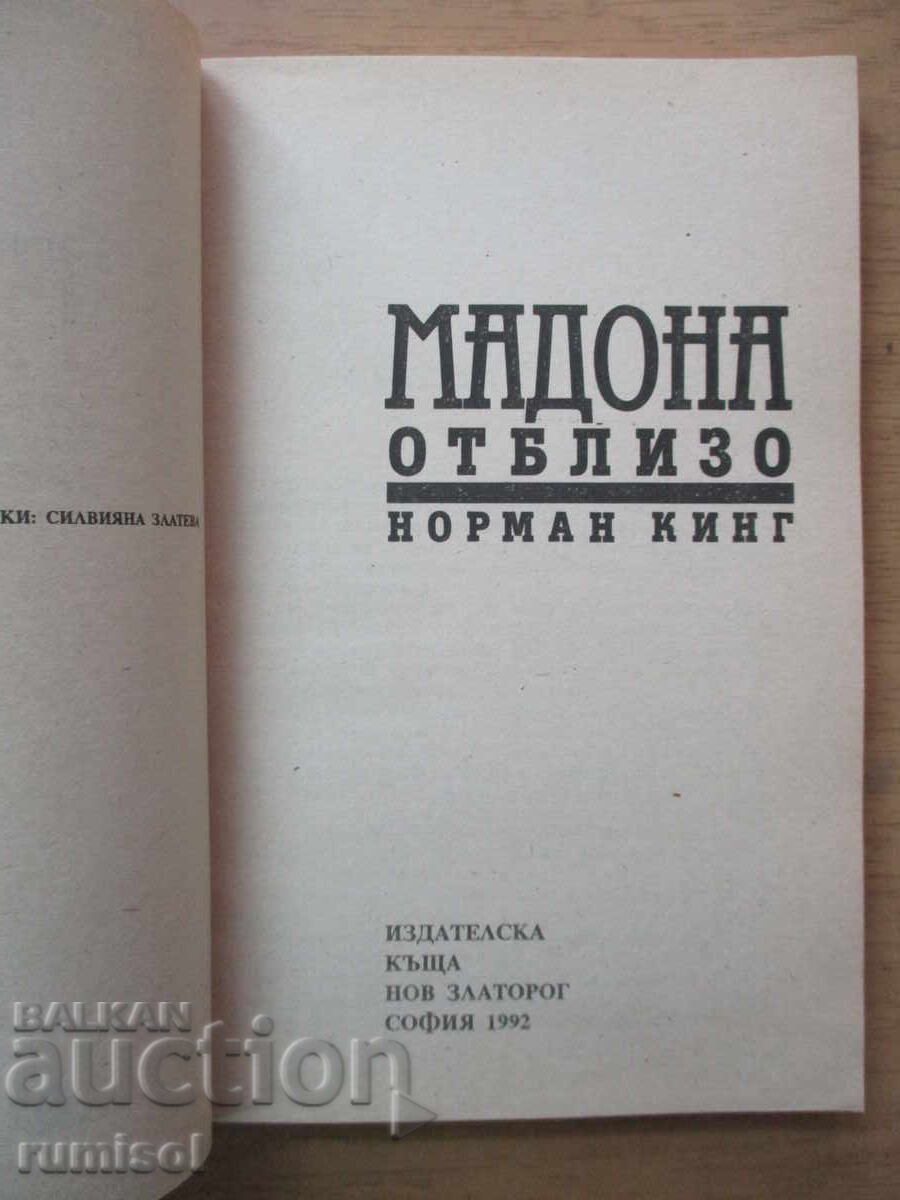 КИ: СИЛВИЯНА ЗЛАТЕВА
МАДОНА
ОТБЛИЗО
НОРМАН КИНГ
ИЗДАТЕЛСКА
КЪЩА
НОВ ЗЛАТОРОГ
СОФИЯ 1992
BALKAN
auction
rumisol